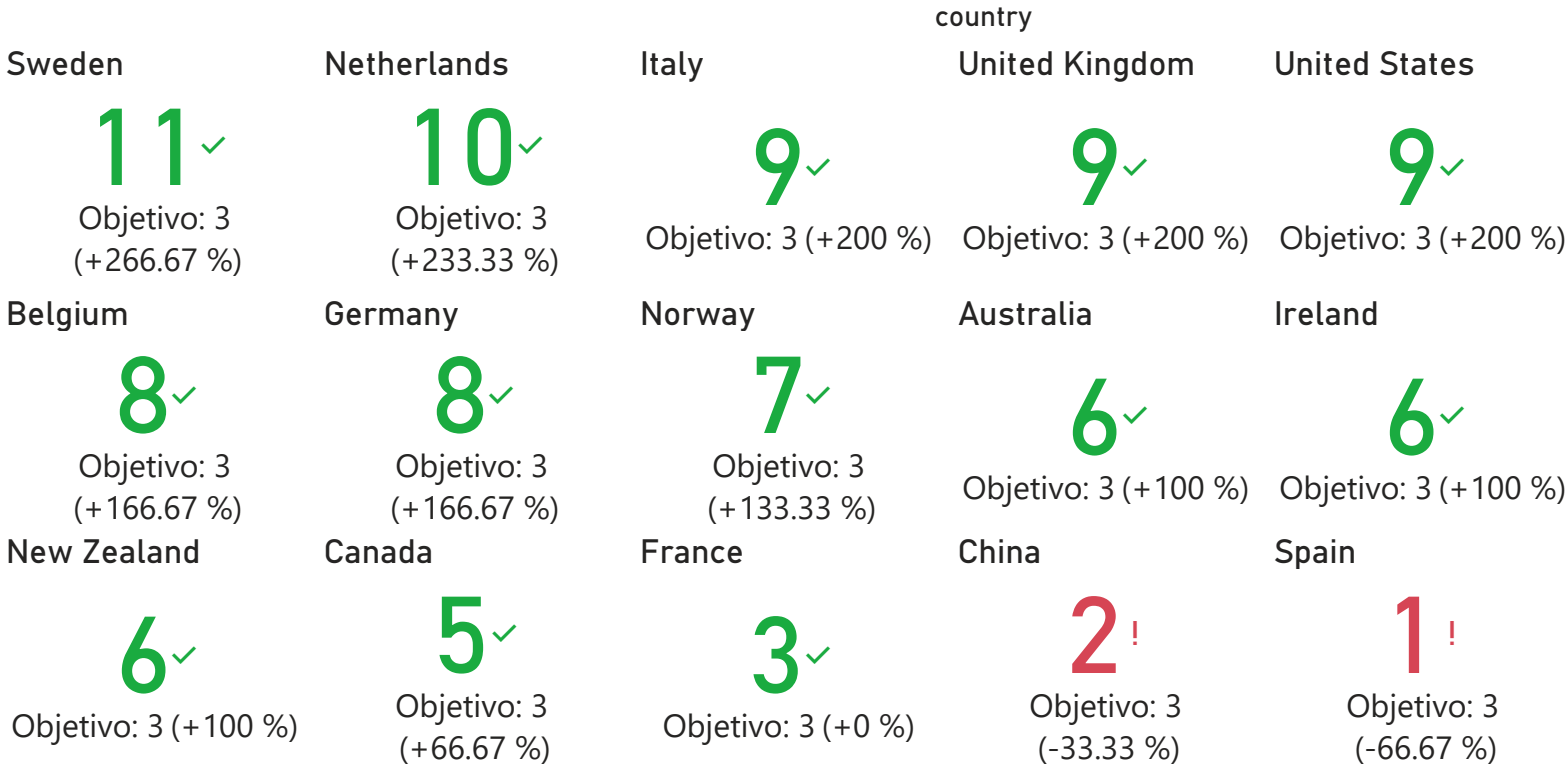 country
Sweden Netherlands Italy United Kingdom United States
11 10 9 9 9
Objetivo: 3 Objetivo: 3 Objetivo: 3 (+200 %) Objetivo: 3 (+200 %) Objetivo: 3 (+200 %)
(+266.67 %) (+233.33 %)
Belgium Germany Norway Australia Ireland
8 8 7 6 6
Objetivo: 3 Objetivo: 3 Objetivo: 3 Objetivo: 3 (+100 %) Objetivo: 3 (+100 %)
(+166.67 %) (+166.67 %) (+133.33 %)
New Zealand Canada France China Spain
6 5 3 2 ! 1 !
Objetivo: 3 (+100 %) Objetivo: 3 Objetivo: 3 (+0 %) Objetivo: 3 Objetivo: 3
(+66.67 %) (-33.33 %) (-66.67 %)